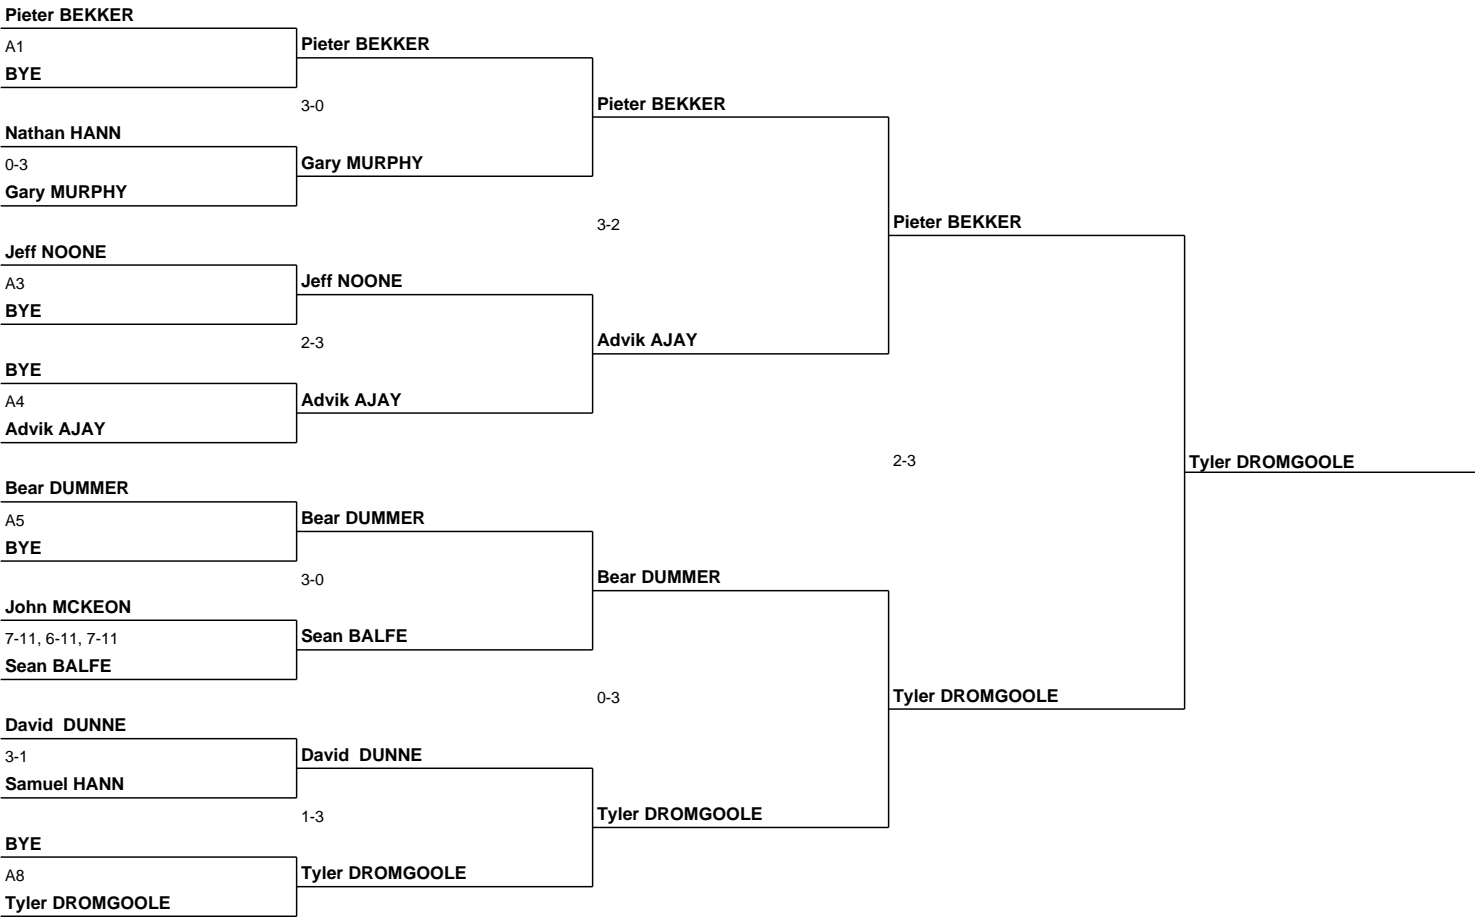 Pieter BEKKER
A1
BYE
Pieter BEKKER
3-0
Nathan HANN
0-3
Gary MURPHY
Gary MURPHY
Pieter BEKKER
3-2
Jeff NOONE
A3
BYE
Jeff NOONE
2-3
BYE
A4
Advik AJAY
Advik AJAY
Advik AJAY
Pieter BEKKER
2-3
Tyler DROMGOOLE
Bear DUMMER
A5
BYE
Bear DUMMER
3-0
John MCKEON
7-11, 6-11, 7-11
Sean BALFE
Sean BALFE
Bear DUMMER
0-3
David  DUNNE
3-1
Samuel HANN
David  DUNNE
1-3
BYE
A8
Tyler DROMGOOLE
Tyler DROMGOOLE
Tyler DROMGOOLE
Tyler DROMGOOLE